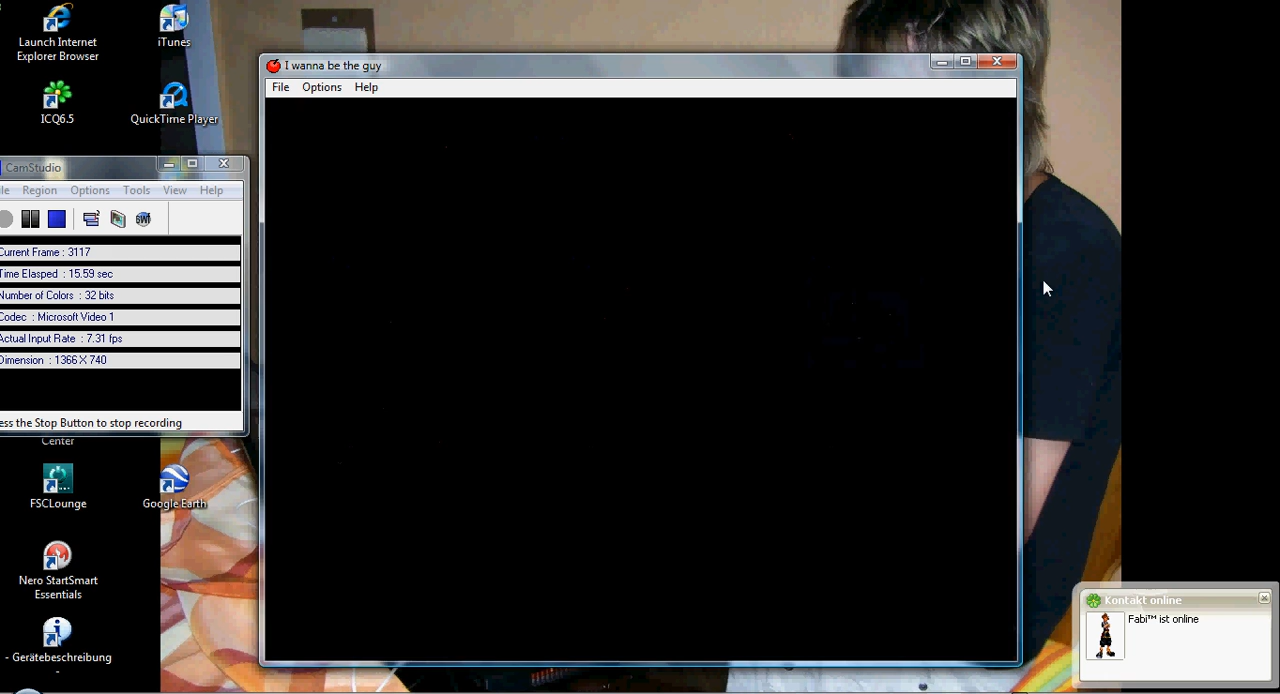 Launch Internet
Explorer Browser
iTunes
ICQ6.5
QuickTime Player
I wanna be the guy
File Options Help
CamStudio
Region Options Tools View Help
Current Frame : 3117
Time Elasped : 15.59 sec
Number of Colors : 32 bits
Codec : Microsoft Video 1
Actual Input Rate : 7.31 fps
Dimension : 1366 X 740
ess the Stop Button to stop recording
Center
FSCLounge
Google Earth
Nero StartSmart
Essentials
- Gerätebeschreibung
-
Kontakt online
Fabi™ ist online